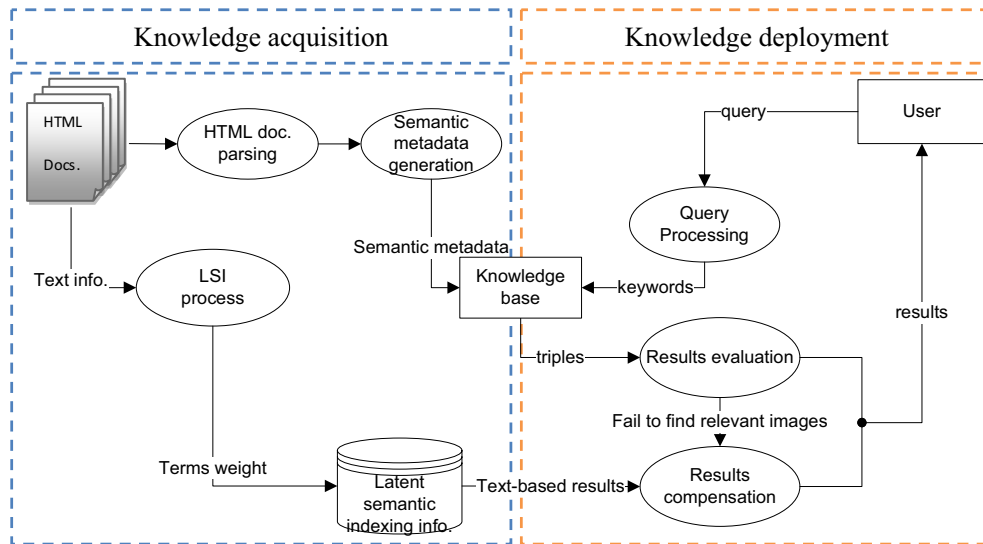 Knowledge acquisition
Knowledge deployment
HTML
Docs.
HTML doc.
parsing
Semantic
metadata
generation
query
User
Query
Processing
Semantic metadata
Text info.
LSI
process
Knowledge
base
keywords
results
triples
Results evaluation
Fail to find relevant images
Terms weight
Latent
semantic
indexing info.
Text-based results
Results
compensation